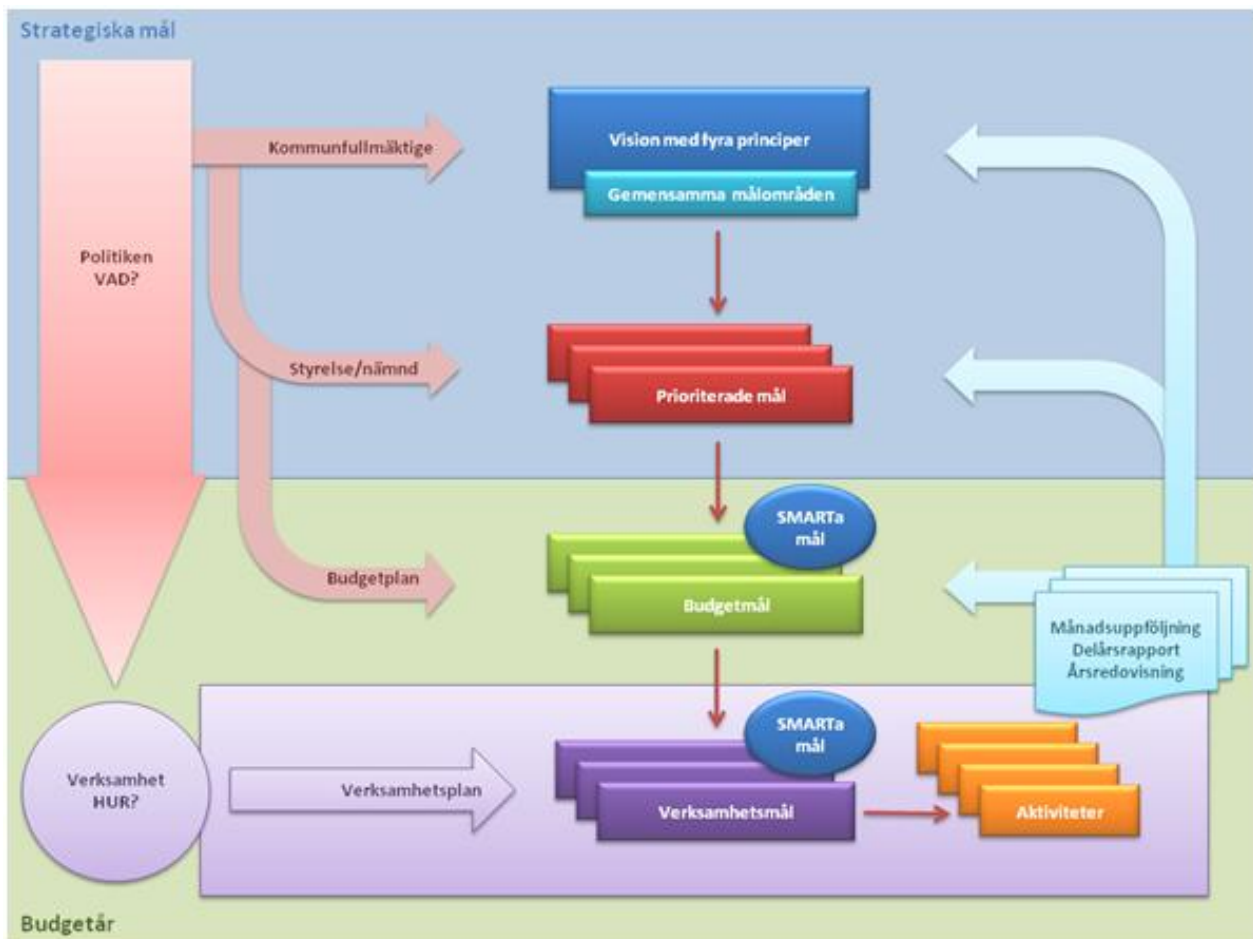 Strategiska mål
Kommunfullmäktige
Vision med fyra principer
Gemensamma målområden
Politiken
VAD?
Styrelse/nämnd
Prioriterade mål
SMARTa
mål
Budgetplan
Budgetmål
Månadsuppföljning
Delårsrapport
Årsredovisning
SMARTa
mål
Verksamhet
HUR?
Verksamhetsplan
Verksamhetsmål
Aktiviteter
Budgetår